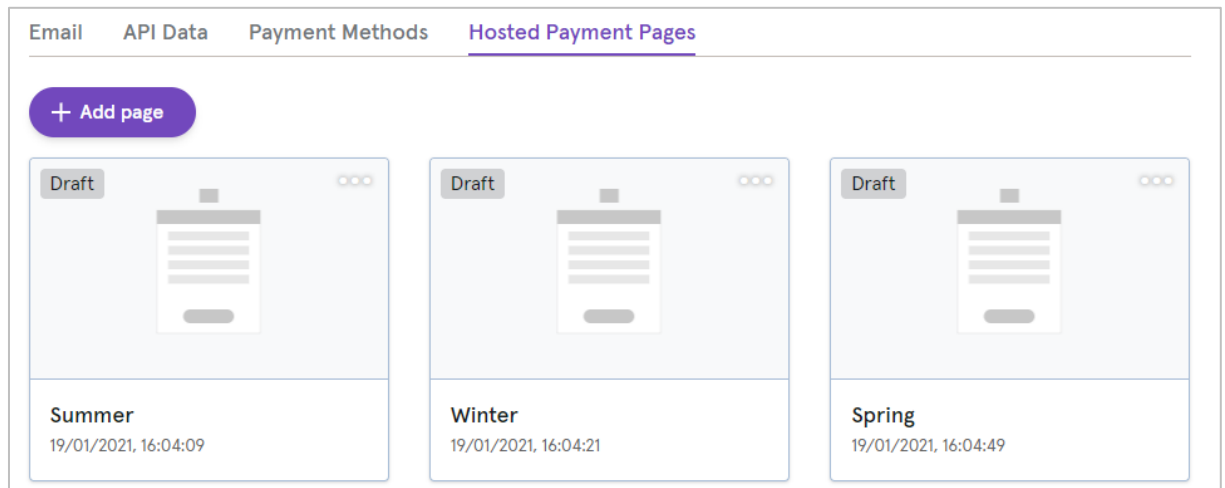 Email API Data Payment Methods Hosted Payment Pages
+ Add page
Draft Draft Draft
Summer Winter Spring
19/01/2021, 16:04:09 19/01/2021, 16:04:21 19/01/2021, 16:04:49